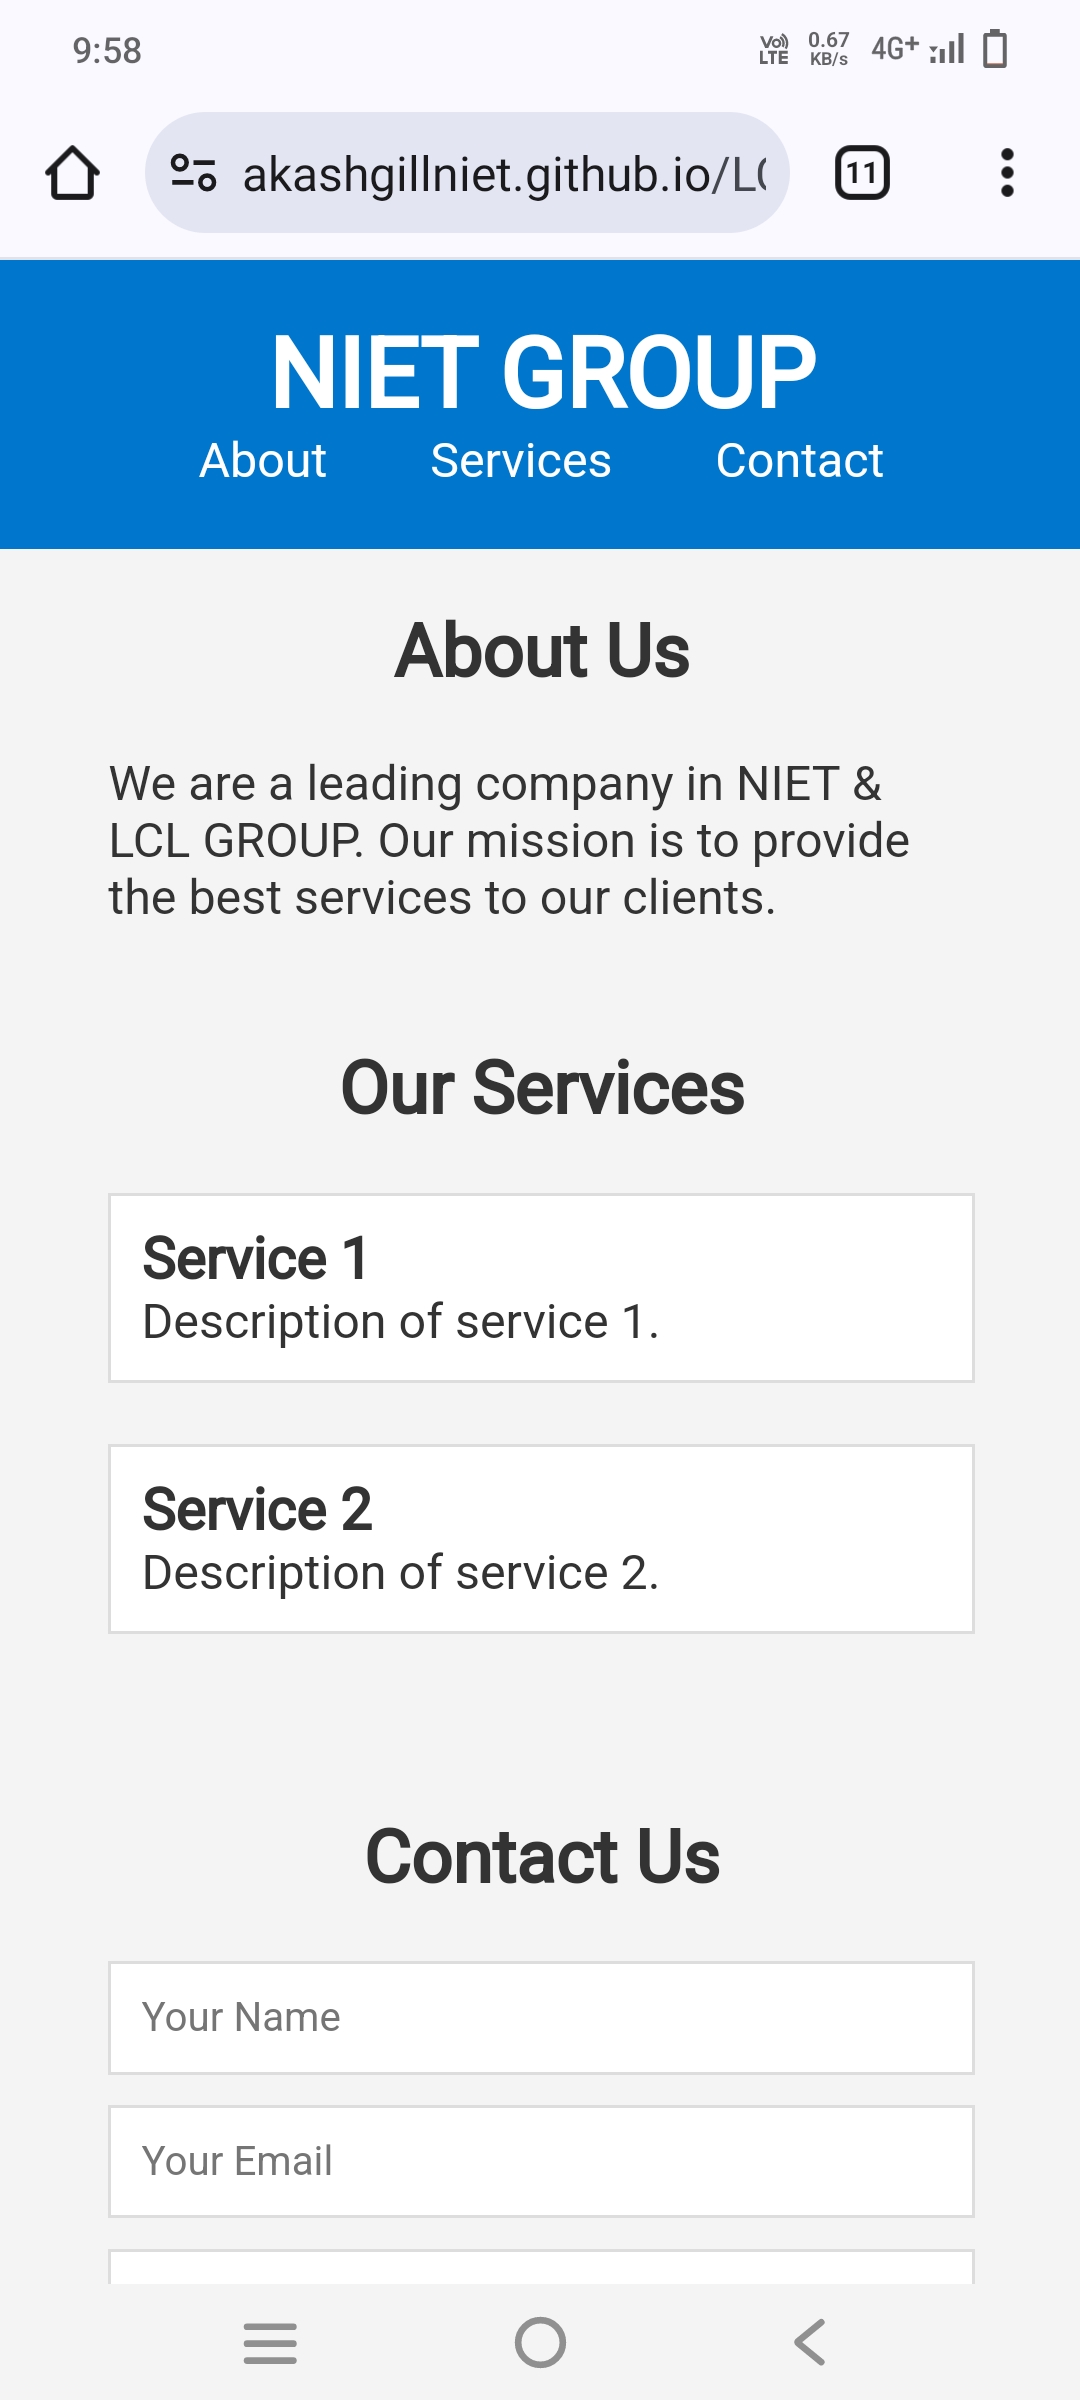 9:58
Vo LTE 0.67 KB/s 4G+
akashgillniet.github.io/L
11
NIET GROUP
About Services Contact
About Us
We are a leading company in NIET &
LCL GROUP. Our mission is to provide
the best services to our clients.
Our Services
Service 1
Description of service 1.
Service 2
Description of service 2.
Contact Us
Your Name
Your Email